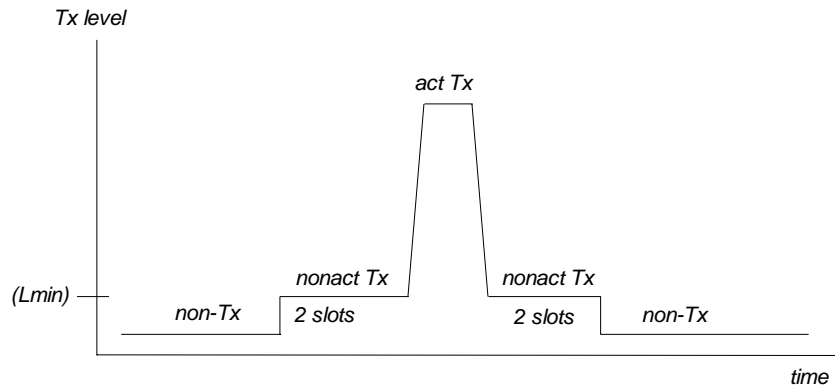 Tx level
act Tx
nonact Tx nonact Tx
(Lmin)
non-Tx 2 slots 2 slots non-Tx
time